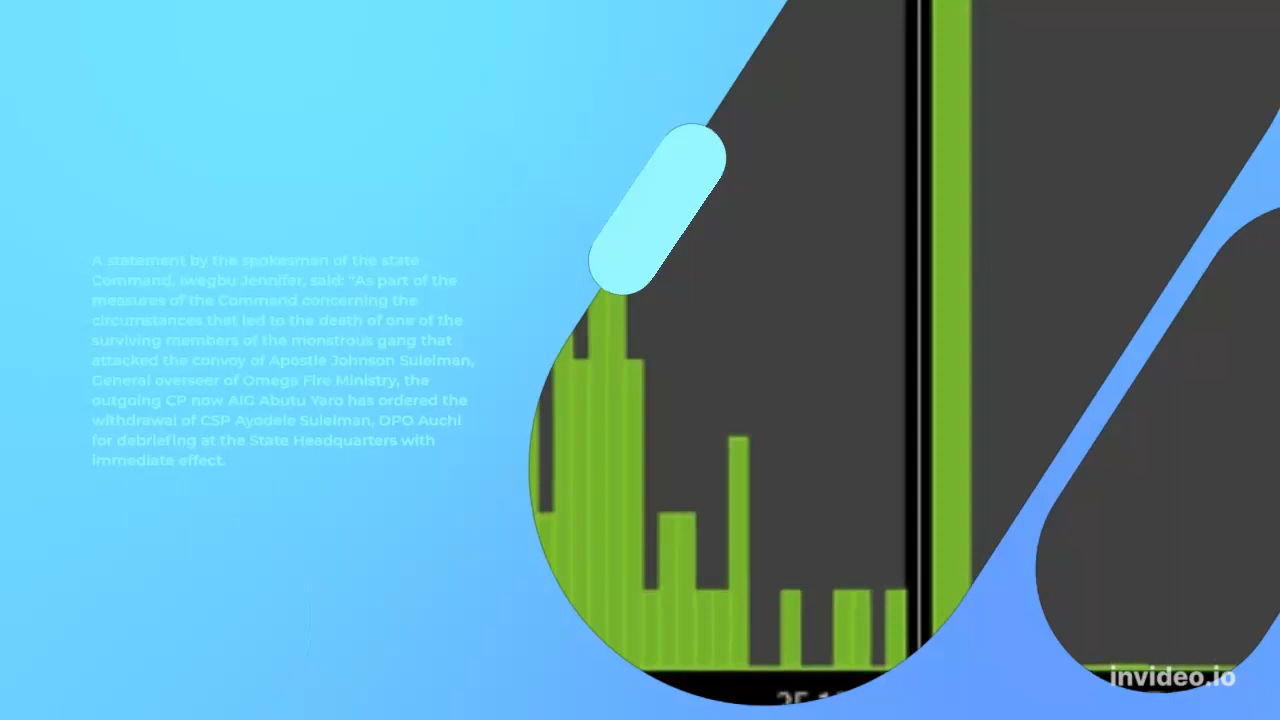 A statement by the spokesman of the state
Command, Iwegbu Jennifer, said: "As part of the
measures of the Command concerning the
circumstances that led to the death of one of the
surviving members of the monstrous gang that
attacked the convoy of Apostle Johnson Suleiman,
General overseer of Omega Fire Ministry, the
outgoing CP now AIG Abutu Yaro has ordered the
withdrawal of CSP Ayodele Suleiman, DPO Auchi
for debriefing at the State Headquarters with
immediate effect.
invideo.io